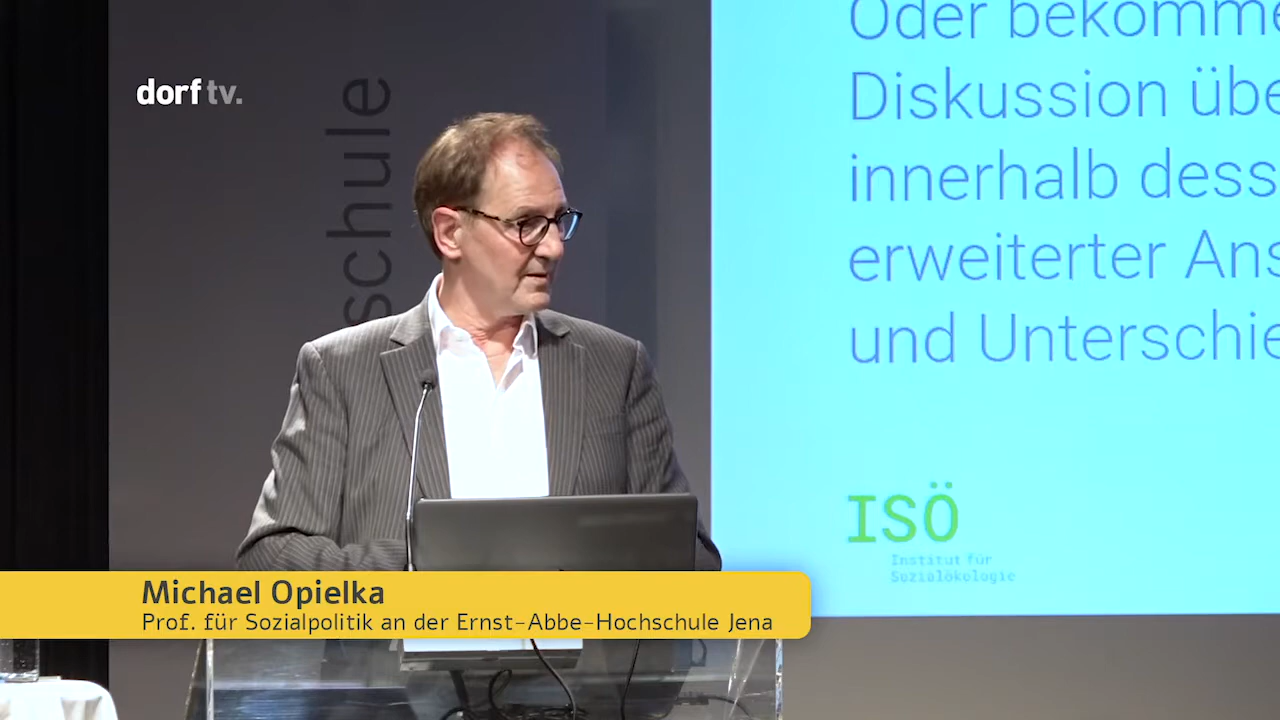 dorf tv.
schule
Oder bekomme
Diskussion übe
innerhalb dess
erweiterter Ans
und Unterschie
ISÖ
Institut für
Sozialökologie
Michael Opielka
Prof. für Sozialpolitik an der Ernst-Abbe-Hochschule Jena